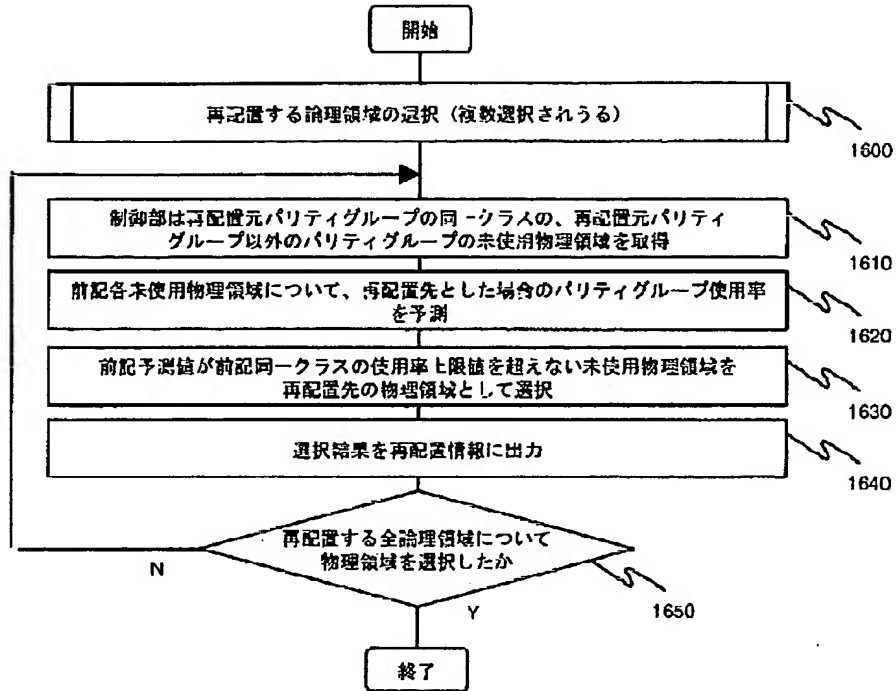 開始
再配置する論理領域の選択（複数選択されうる）
1600
制御部は再配置元パリティグループの同一クラスの、再配置元パリティ
グループ以外のパリティグループの未使用物理領域を取得
1610
前記各未使用物理領域について、再配置先とした場合のパリティグループ使用率
を予測
1620
前記予測値が前記同一クラスの使用率上限値を超えない未使用物理領域を
再配置先の物理領域として選択
1630
選択結果を再配置情報に出力
1640
再配置する全論理領域について
物理領域を選択したか
N
Y
1650
終了